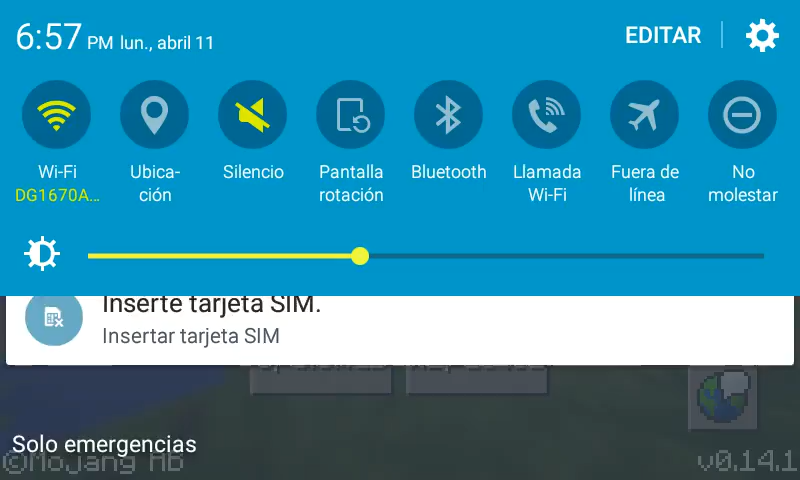 6:57 PM lun., abril 11
EDITAR
Wi-Fi
DG1670A...
Ubica-
ción
Silencio
Pantalla
rotación
Bluetooth
Llamada
Wi-Fi
Fuera de
línea
No
molestar
Inserte tarjeta SIM.
Insertar tarjeta SIM
Solo emergencias
©Mojang AB
v0.14.1